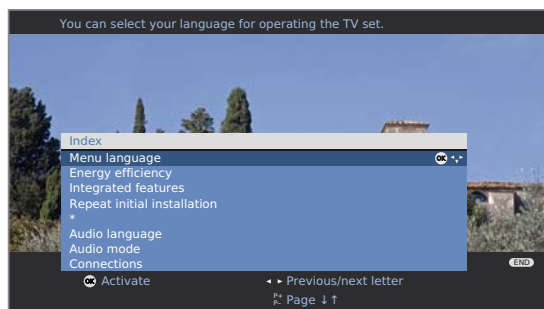 You can select your language for operating the TV set.
Index
Menu language OK
Energy efficiency
Integrated features
Repeat initial installation
*
Audio language
Audio mode
Connections
END
OK Activate ◂ ▸ Previous/next letter
P+ P− Page ↓↑